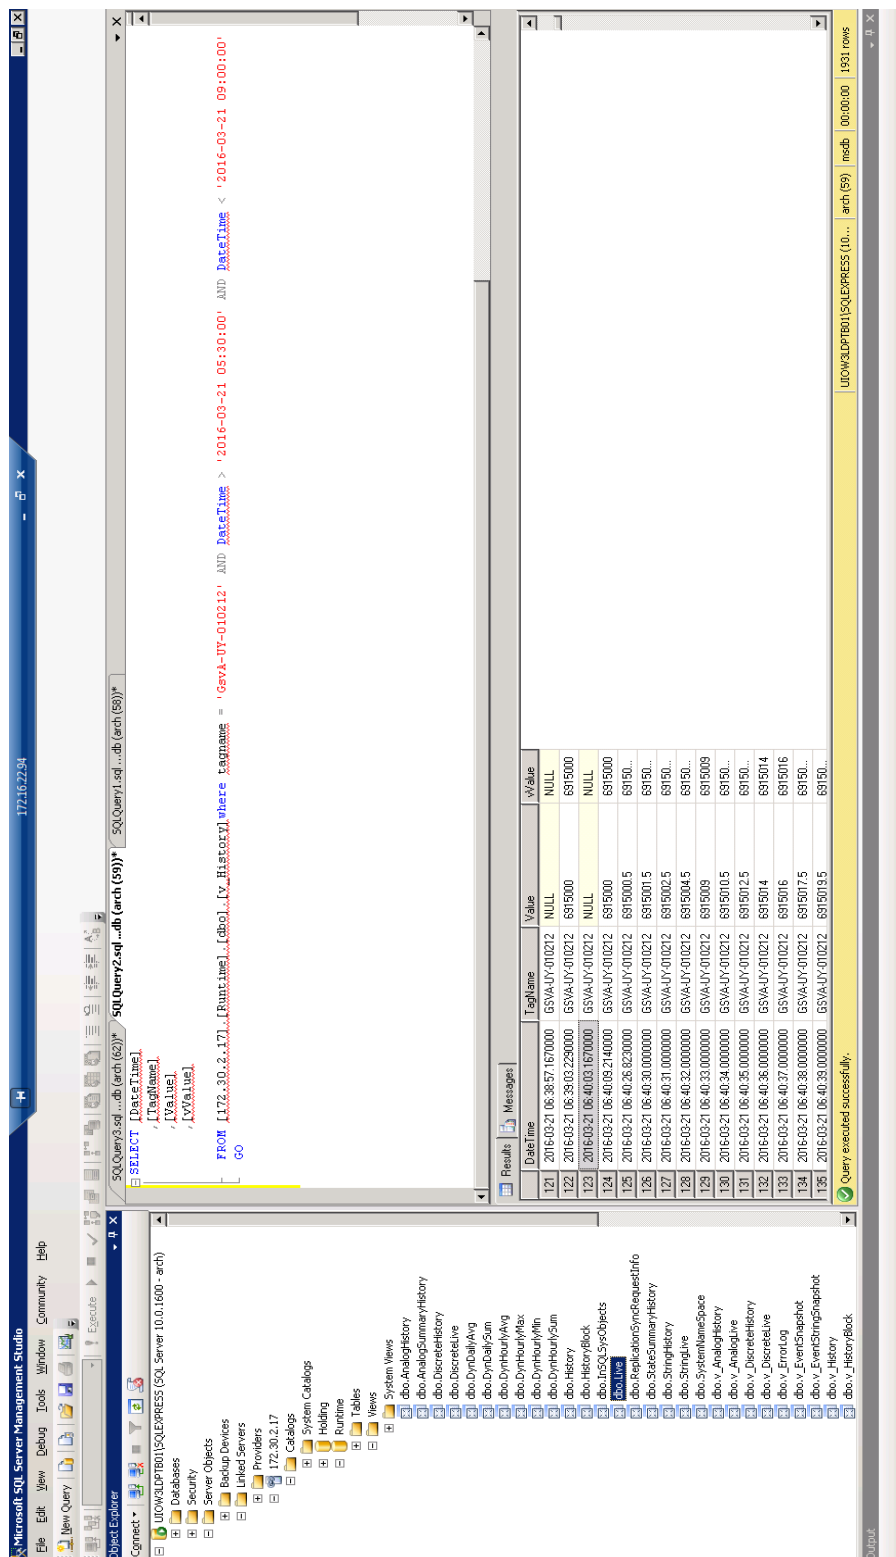 172.16.22.94
Microsoft SQL Server Management Studio
File Edit View Debug Tools Window Community Help
New Query
Execute
Object Explorer
Connect
UIOW3LDPTB01\SQLEXPRESS (SQL Server 10.0.1600 - arch)
Databases
Security
Server Objects
Backup Devices
Linked Servers
Providers
172.30.2.17
Catalogs
System Catalogs
Holding
Runtime
Tables
Views
System Views
dbo.AnalogHistory
dbo.AnalogSummaryHistory
dbo.DiscreteHistory
dbo.DiscreteLive
dbo.DynDailyAvg
dbo.DynDailySum
dbo.DynHourlyAvg
dbo.DynHourlyMax
dbo.DynHourlyMin
dbo.DynHourlySum
dbo.History
dbo.HistoryBlock
dbo.InSQLSysObjects
dbo.Live
dbo.ReplicationSyncRequestInfo
dbo.StateSummaryHistory
dbo.StringHistory
dbo.StringLive
dbo.SystemNameSpace
dbo.v_AnalogHistory
dbo.v_AnalogLive
dbo.v_DiscreteHistory
dbo.v_DiscreteLive
dbo.v_ErrorLog
dbo.v_EventSnapshot
dbo.v_EventStringSnapshot
dbo.v_History
dbo.v_HistoryBlock
SQLQuery3.sql ...db (arch (62))* SQLQuery2.sql ...db (arch (59))* SQLQuery1.sql ...db (arch (58))*
SELECT [DateTime]
,[TagName]
,[Value]
,[vValue]
FROM [172.30.2.17].[Runtime].[dbo].[v_History]where tagname = 'GsvA-UY-010212' AND DateTime > '2016-03-21 05:30:00' AND DateTime < '2016-03-21 09:00:00'
GO
Results Messages
DateTime TagName Value vValue
121 2016-03-21 06:38:57.1670000 GSVA-UY-010212 NULL NULL
122 2016-03-21 06:39:03.2290000 GSVA-UY-010212 6915000 6915000
123 2016-03-21 06:40:03.1670000 GSVA-UY-010212 NULL NULL
124 2016-03-21 06:40:09.2140000 GSVA-UY-010212 6915000 6915000
125 2016-03-21 06:40:26.8230000 GSVA-UY-010212 6915000.5 69150...
126 2016-03-21 06:40:30.0000000 GSVA-UY-010212 6915001.5 69150...
127 2016-03-21 06:40:31.0000000 GSVA-UY-010212 6915002.5 69150...
128 2016-03-21 06:40:32.0000000 GSVA-UY-010212 6915004.5 69150...
129 2016-03-21 06:40:33.0000000 GSVA-UY-010212 6915009 6915009
130 2016-03-21 06:40:34.0000000 GSVA-UY-010212 6915010.5 69150...
131 2016-03-21 06:40:35.0000000 GSVA-UY-010212 6915012.5 69150...
132 2016-03-21 06:40:36.0000000 GSVA-UY-010212 6915014 6915014
133 2016-03-21 06:40:37.0000000 GSVA-UY-010212 6915016 6915016
134 2016-03-21 06:40:38.0000000 GSVA-UY-010212 6915017.5 69150...
135 2016-03-21 06:40:39.0000000 GSVA-UY-010212 6915019.5 69150...
Query executed successfully. UIOW3LDPTB01\SQLEXPRESS (10... arch (59) msdb 00:00:00 1931 rows
Output